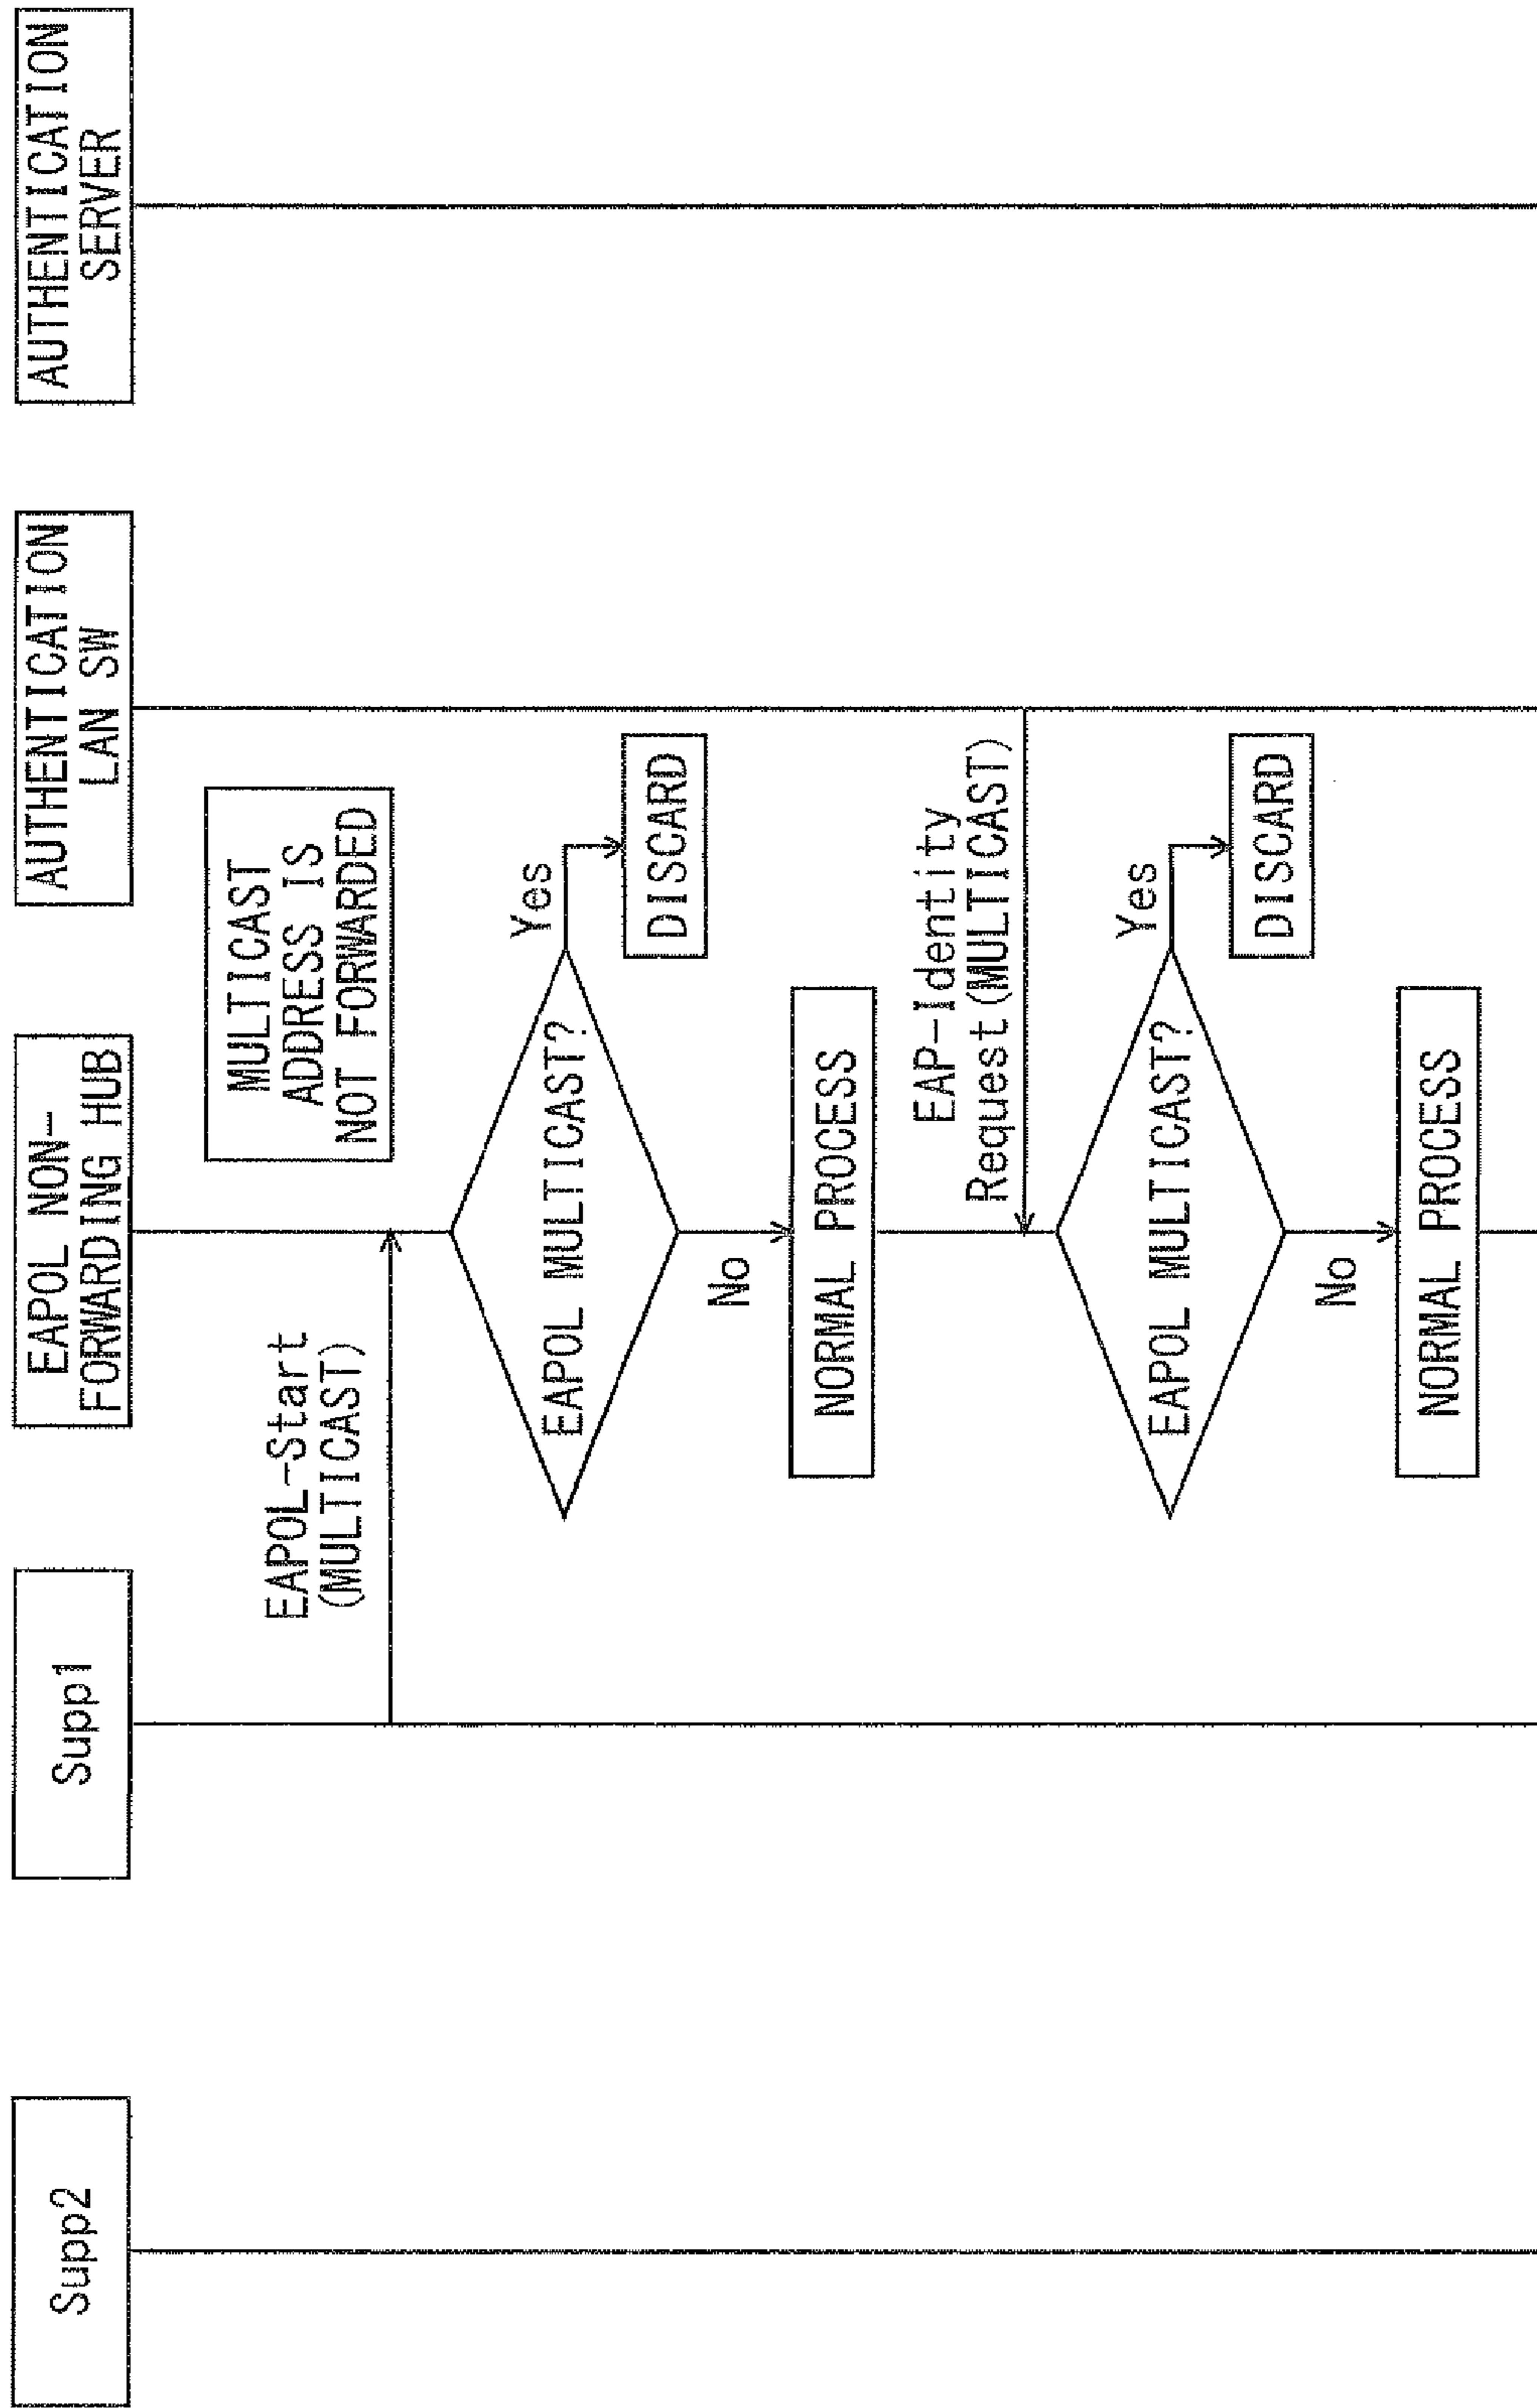 Supp2
Supp1
EAPOL NON-
FORWARDING HUB
AUTHENTICATION
LAN SW
AUTHENTICATION
SERVER
MULTICAST
ADDRESS IS
NOT FORWARDED
EAPOL-Start
(MULTICAST)
EAPOL MULTICAST?
Yes
DISCARD
No
NORMAL PROCESS
EAP-Identity
Request (MULTICAST)
EAPOL MULTICAST?
Yes
DISCARD
No
NORMAL PROCESS